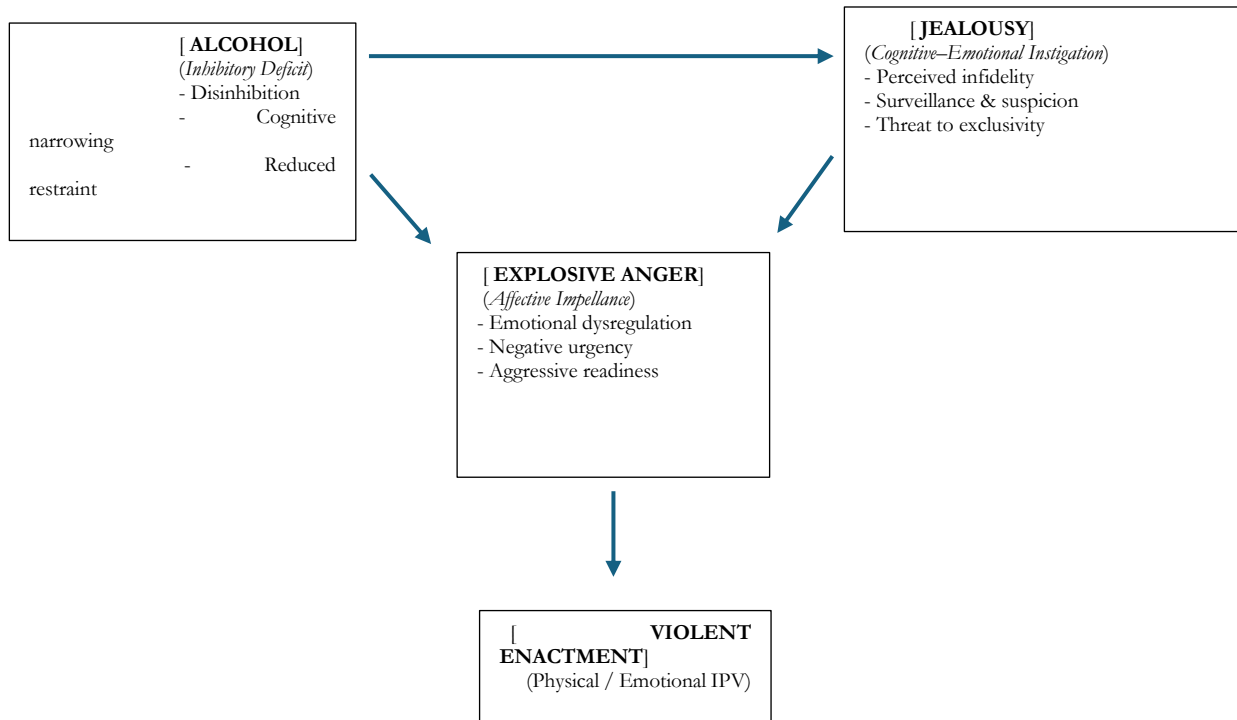 [ ALCOHOL]
(Inhibitory Deficit)
- Disinhibition
- Cognitive
narrowing
- Reduced
restraint
[ JEALOUSY]
(Cognitive–Emotional Instigation)
- Perceived infidelity
- Surveillance & suspicion
- Threat to exclusivity
[ EXPLOSIVE ANGER]
(Affective Impellance)
- Emotional dysregulation
- Negative urgency
- Aggressive readiness
[ VIOLENT
ENACTMENT]
(Physical / Emotional IPV)